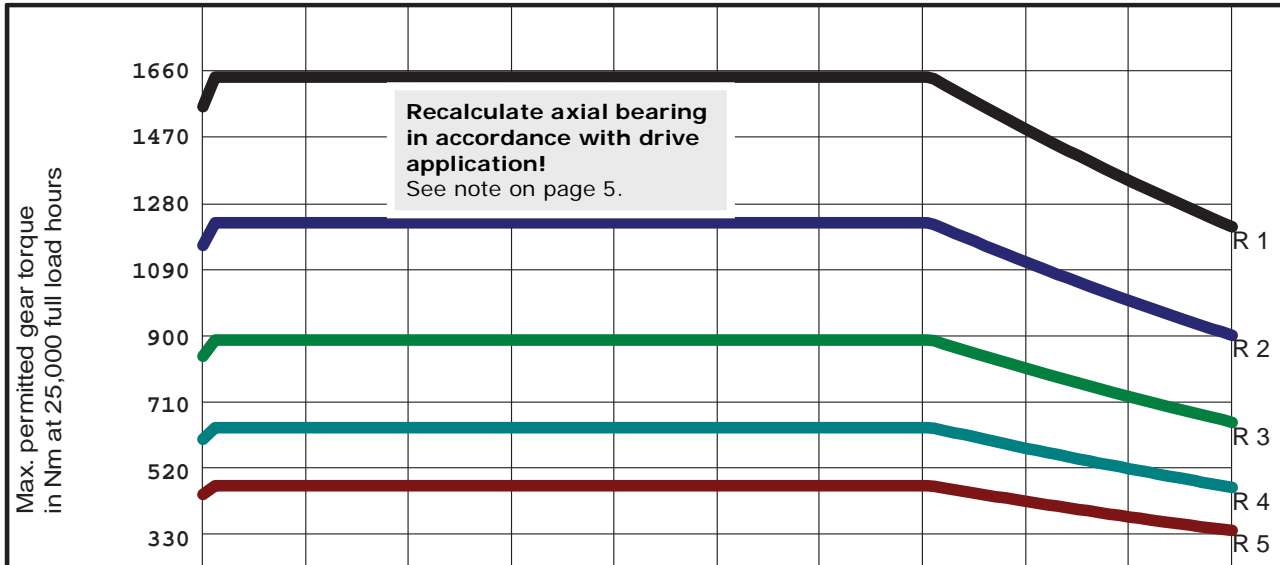 Max. permitted gear torque
in Nm at 25,000 full load hours
1660
1470
1280
1090
900
710
520
330
Recalculate axial bearing
in accordance with drive
application!
See note on page 5.
R 1
R 2
R 3
R 4
R 5